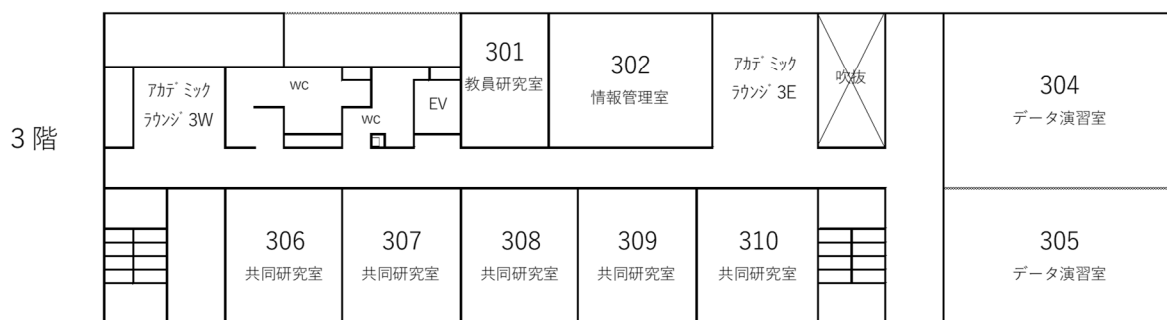 3階
アカデミック
ラウンジ3W
wc
wc
EV
301
教員研究室
302
情報管理室
アカデミック
ラウンジ3E
吹抜
304
データ演習室
306
共同研究室
307
共同研究室
308
共同研究室
309
共同研究室
310
共同研究室
305
データ演習室